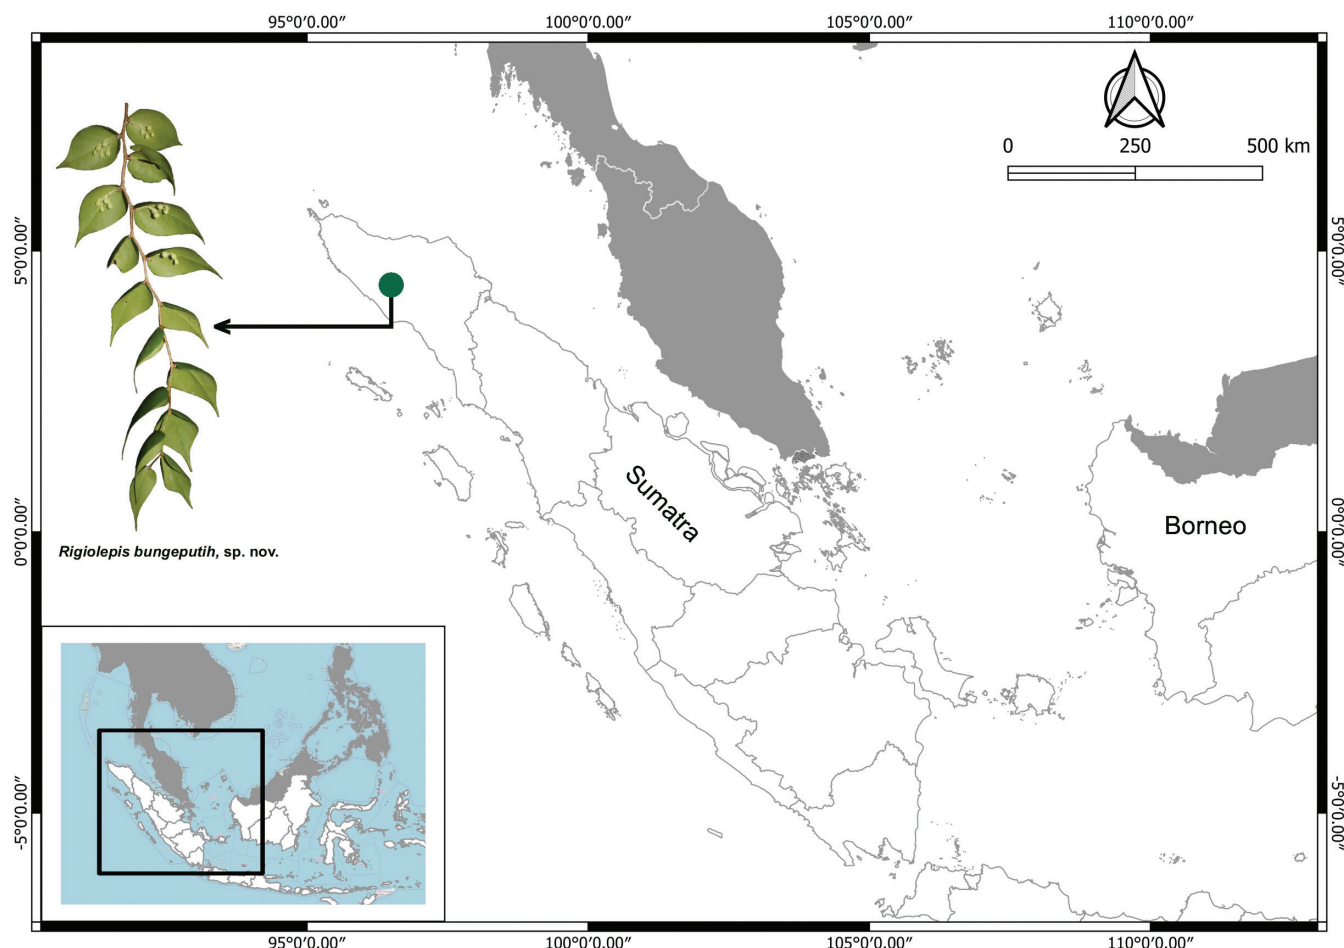 95°0′0.00″ 100°0′0.00″ 105°0′0.00″ 110°0′0.00″
0 250 500 km
5°0′0.00″ 5°0′0.00″
Sumatra
0°0′0.00″ Borneo 0°0′0.00″
Rigiolepis bungeputih, sp. nov.
-5°0′0.00″ -5°0′0.00″
95°0′0.00″ 100°0′0.00″ 105°0′0.00″ 110°0′0.00″